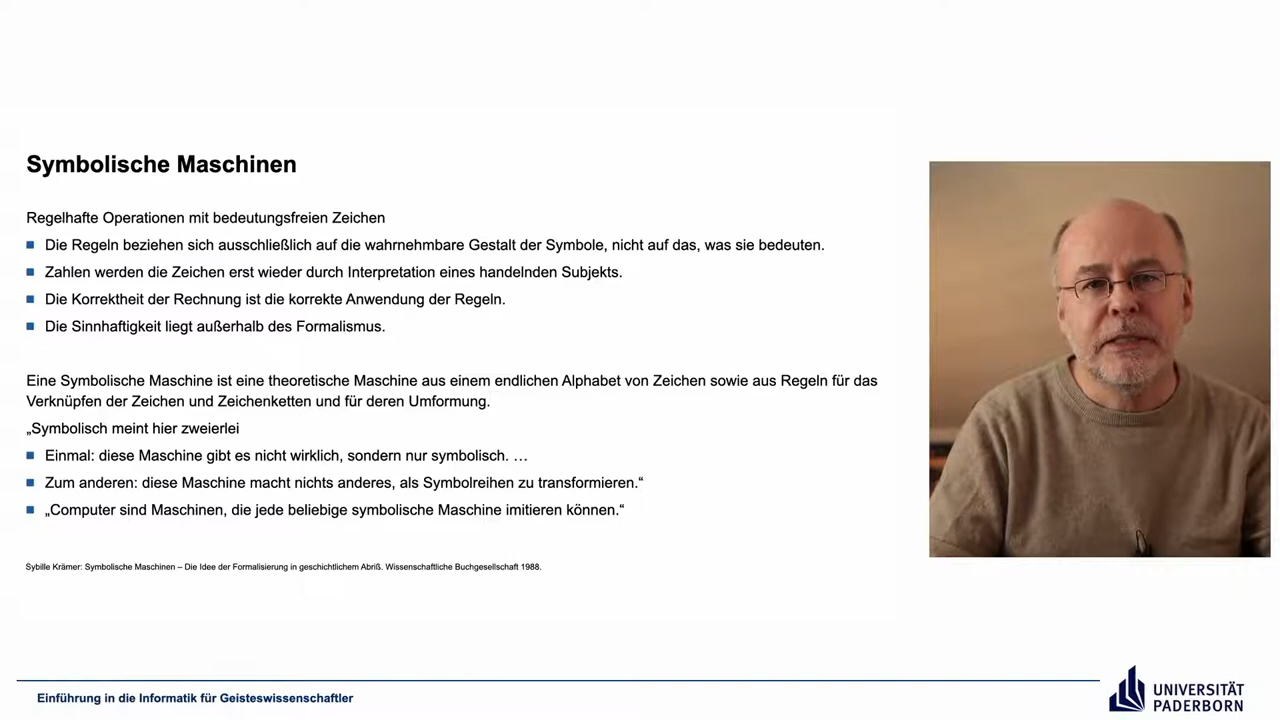 Symbolische Maschinen
Regelhafte Operationen mit bedeutungsfreien Zeichen
Die Regeln beziehen sich ausschließlich auf die wahrnehmbare Gestalt der Symbole, nicht auf das, was sie bedeuten.
Zahlen werden die Zeichen erst wieder durch Interpretation eines handelnden Subjekts.
Die Korrektheit der Rechnung ist die korrekte Anwendung der Regeln.
Die Sinnhaftigkeit liegt außerhalb des Formalismus.
Eine Symbolische Maschine ist eine theoretische Maschine aus einem endlichen Alphabet von Zeichen sowie aus Regeln für das
Verknüpfen der Zeichen und Zeichenketten und für deren Umformung.
„Symbolisch meint hier zweierlei
Einmal: diese Maschine gibt es nicht wirklich, sondern nur symbolisch. …
Zum anderen: diese Maschine macht nichts anderes, als Symbolreihen zu transformieren.“
„Computer sind Maschinen, die jede beliebige symbolische Maschine imitieren können.“
Sybille Krämer: Symbolische Maschinen – Die Idee der Formalisierung in geschichtlichem Abriß. Wissenschaftliche Buchgesellschaft 1988.
Einführung in die Informatik für Geisteswissenschaftler
UNIVERSITÄT
PADERBORN